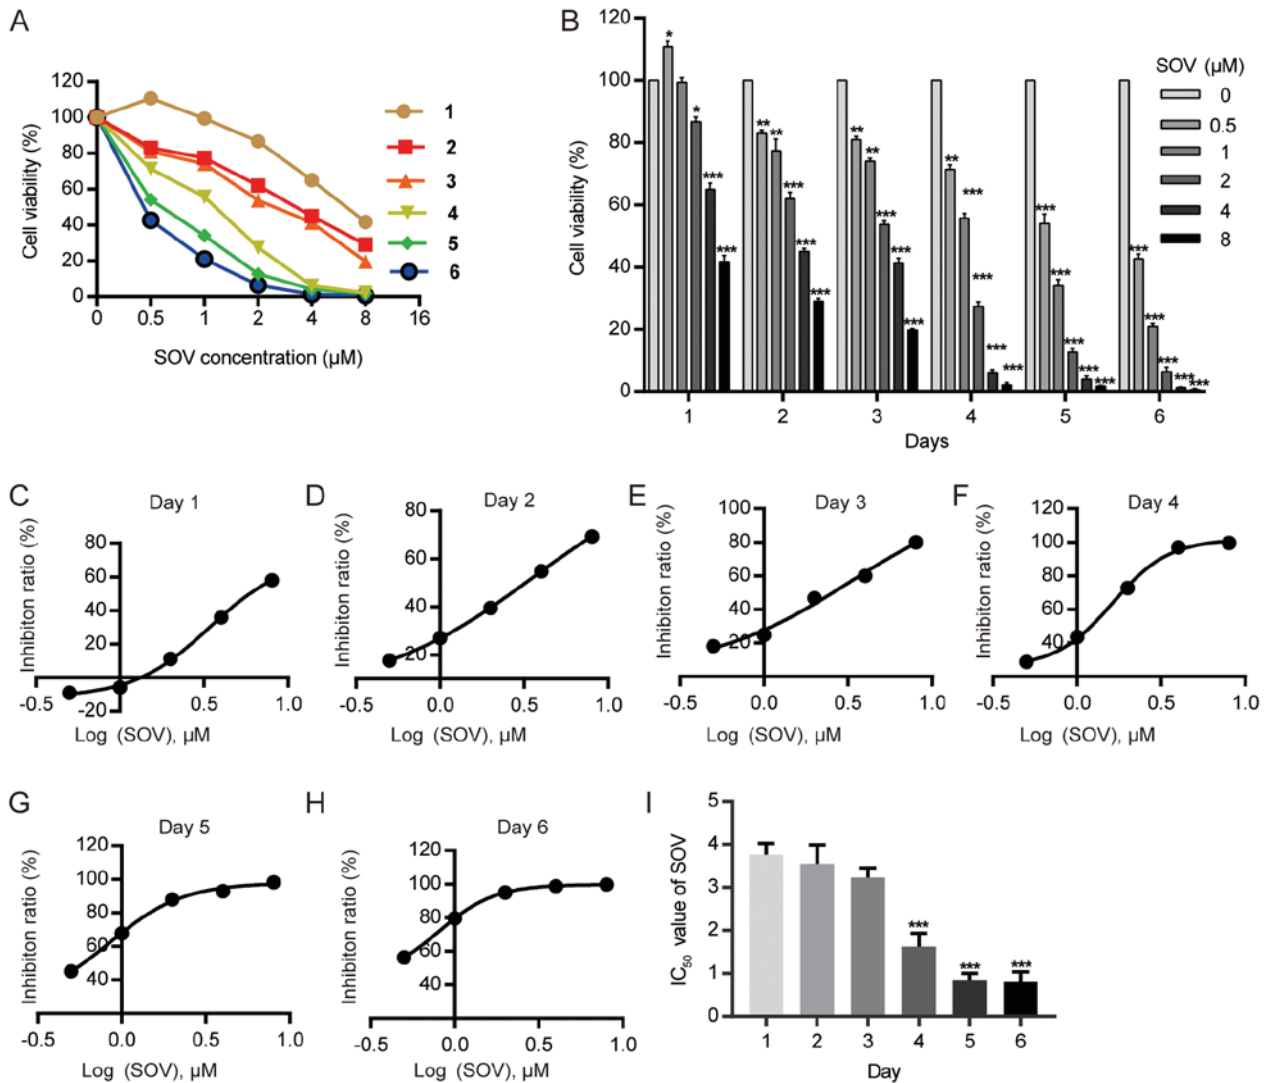 A
Cell viability (%)
120
100
80
60
40
20
0
0 0.5 1 2 4 8 16
SOV concentration (µM)
1
2
3
4
5
6
B
Cell viability (%)
120
100
80
60
40
20
0
* * ***
***
** ** *** *** ***
** ** *** *** ***
** *** *** *** ***
*** *** *** *** ***
*** *** *** *** ***
1 2 3 4 5 6
Days
SOV (µM)
0
0.5
1
2
4
8
C
Day 1
Inhibiton ratio (%)
80
60
40
20
-20
-0.5 0.5 1.0
Log (SOV), µM
D
Day 2
Inhibiton ratio (%)
80
60
40
20
-0.5 0.0 0.5 1.0
Log (SOV), µM
E
Day 3
Inhibiton ratio (%)
100
80
60
40
20
-0.5 0.0 0.5 1.0
Log (SOV), µM
F
Day 4
Inhibiton ratio (%)
120
100
80
60
40
-0.5 0.0 0.5 1.0
Log (SOV), µM
G
Day 5
Inhibiton ratio (%)
120
100
80
60
40
-0.5 0.0 0.5 1.0
Log (SOV), µM
H
Day 6
Inhibiton ratio (%)
120
100
80
60
40
-0.5 0.0 0.5 1.0
Log (SOV), µM
I
IC50 value of SOV
5
4
3
2
1
0
*** *** ***
1 2 3 4 5 6
Day